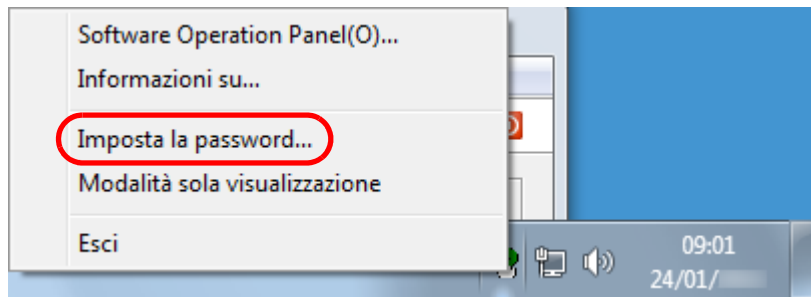 Software Operation Panel(O)...
Informazioni su...
Imposta la password...
Modalità sola visualizzazione
Esci
09:01
24/01/